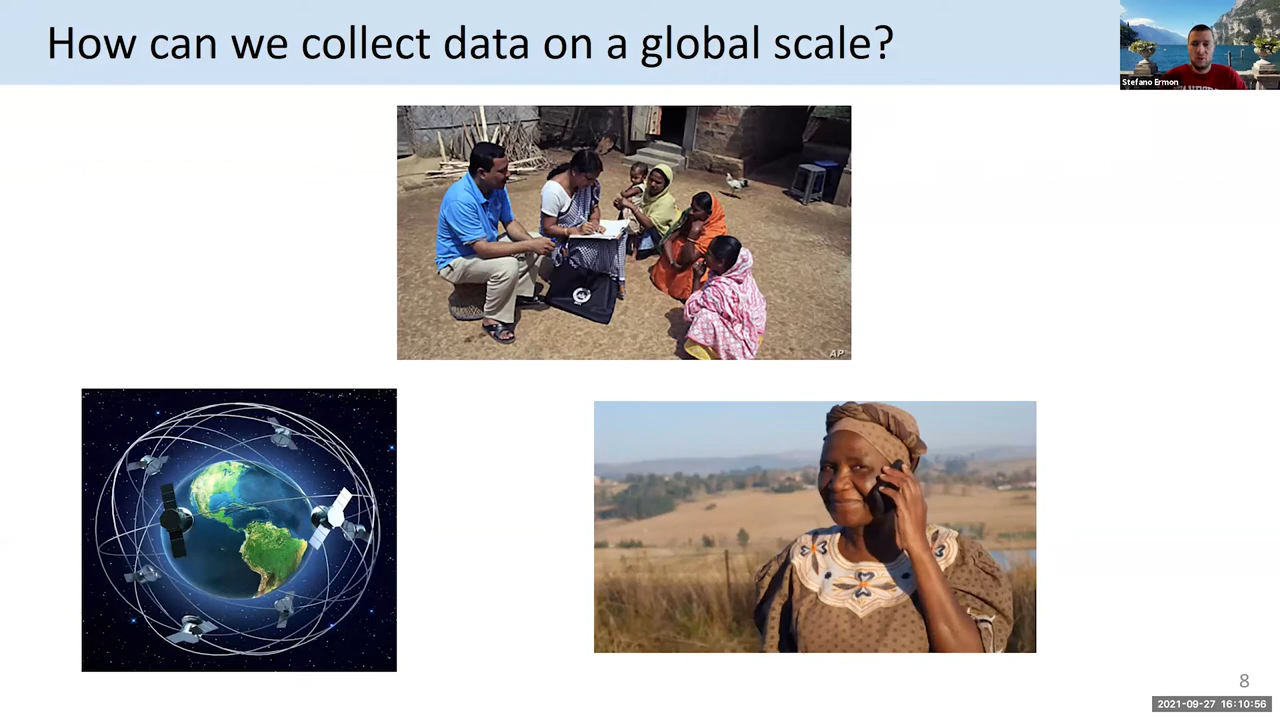 How can we collect data on a global scale?
Stefano Ermon
AP
8
2021-09-27 16:10:56